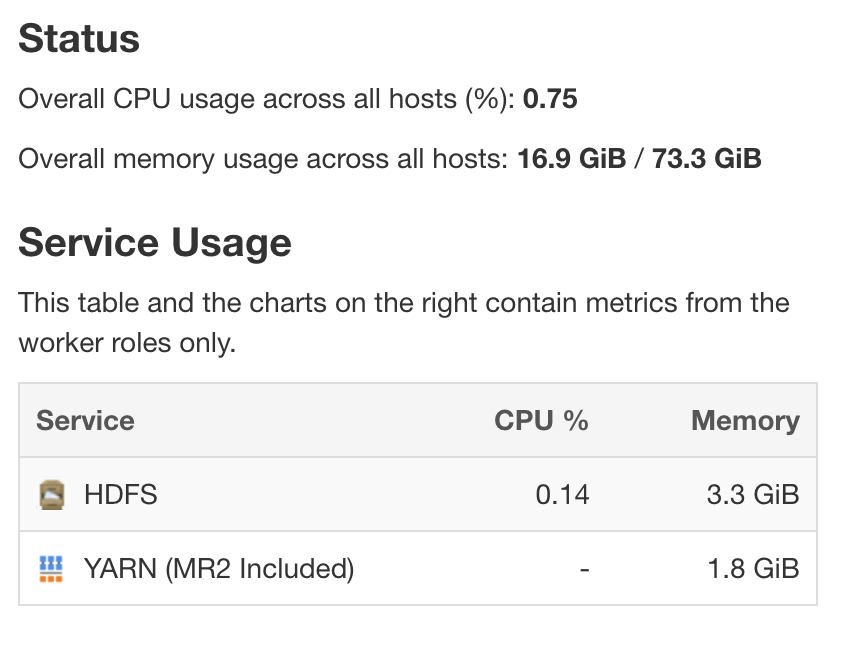 Status
Overall CPU usage across all hosts (%): 0.75
Overall memory usage across all hosts: 16.9 GiB / 73.3 GiB
Service Usage
This table and the charts on the right contain metrics from the
worker roles only.
Service CPU % Memory
HDFS 0.14 3.3 GiB
YARN (MR2 Included) - 1.8 GiB